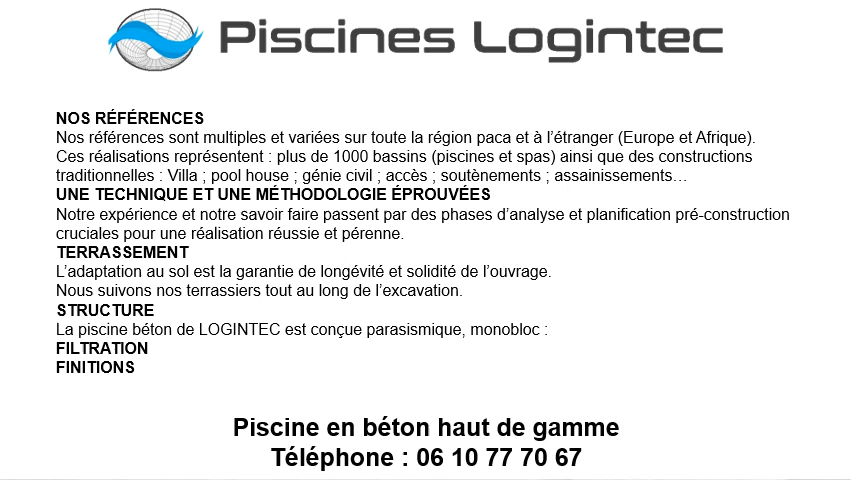 Piscines Logintec
NOS RÉFÉRENCES
Nos références sont multiples et variées sur toute la région paca et à l’étranger (Europe et Afrique).
Ces réalisations représentent : plus de 1000 bassins (piscines et spas) ainsi que des constructions
traditionnelles : Villa ; pool house ; génie civil ; accès ; soutènements ; assainissements…
UNE TECHNIQUE ET UNE MÉTHODOLOGIE ÉPROUVÉES
Notre expérience et notre savoir faire passent par des phases d’analyse et planification pré-construction
cruciales pour une réalisation réussie et pérenne.
TERRASSEMENT
L’adaptation au sol est la garantie de longévité et solidité de l’ouvrage.
Nous suivons nos terrassiers tout au long de l’excavation.
STRUCTURE
La piscine béton de LOGINTEC est conçue parasismique, monobloc :
FILTRATION
FINITIONS
Piscine en béton haut de gamme
Téléphone : 06 10 77 70 67